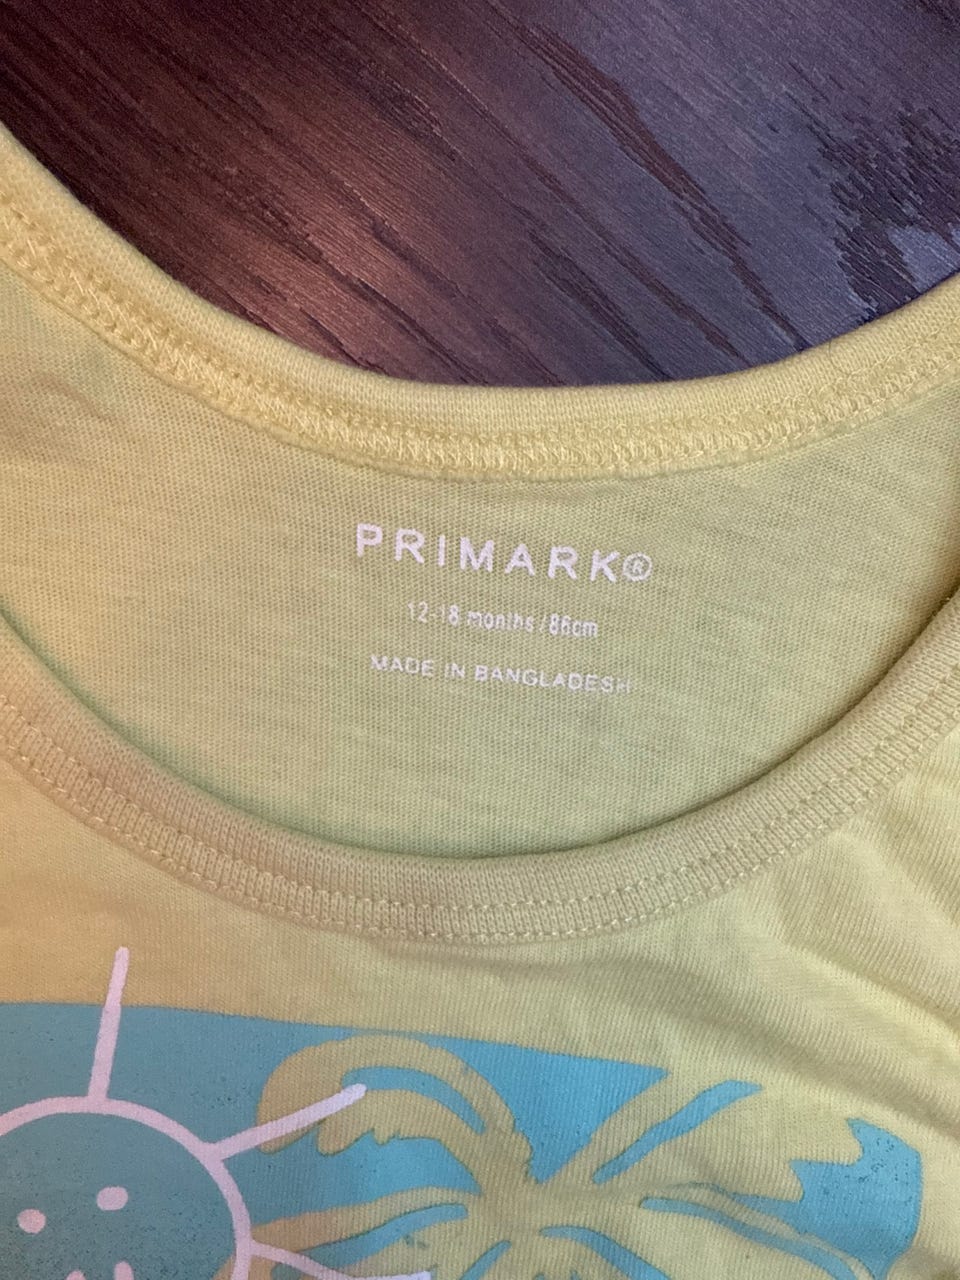 PRIMARK®
12-18 months / 86cm
MADE IN BANGLADESH